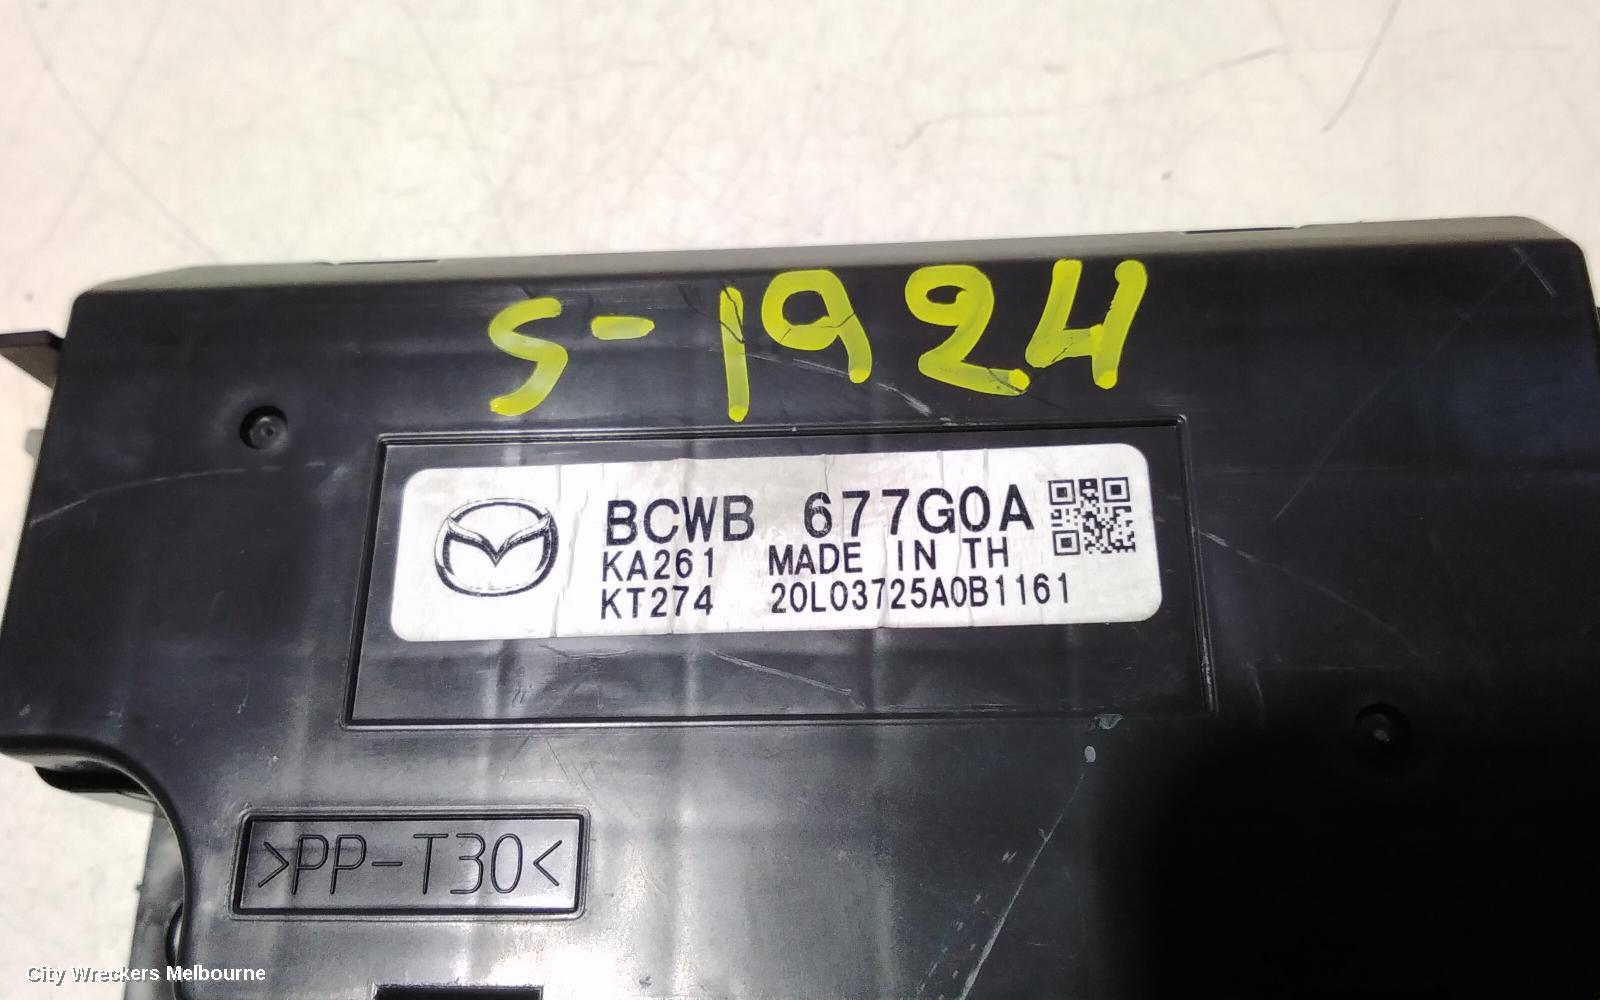 S-1924
BCWB 677G0A
KA261 MADE IN TH
KT274 20L03725A0B1161
>PP-T30<
City Wreckers Melbourne